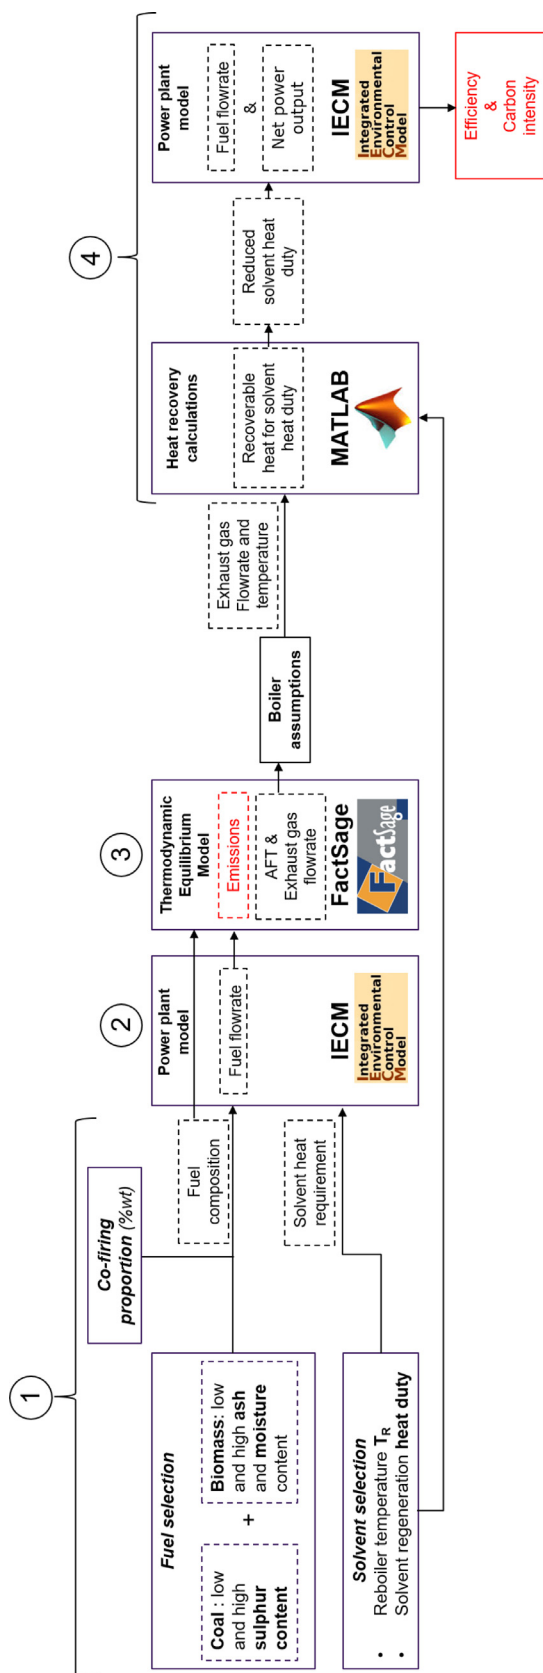 1
Fuel selection
Coal : low
and high
sulphur
content
+
Biomass: low
and high ash
and moisture
content
Co-firing
proportion (%wt)
Solvent selection
• Reboiler temperature TR
• Solvent regeneration heat duty
Fuel
composition
Solvent heat
requirement
2
Power plant
model
Fuel flowrate
IECM
Integrated
Environmental
Control
Model
3
Thermodynamic
Equilibrium
Model
Emissions
AFT &
Exhaust gas
flowrate
FactSage
FactSage
Boiler
assumptions
Exhaust gas
Flowrate and
temperature
4
Heat recovery
calculations
Recoverable
heat for solvent
heat duty
MATLAB
Reduced
solvent heat
duty
Power plant
model
Fuel flowrate
&
Net power
output
IECM
Integrated
Environmental
Control
Model
Efficiency
&
Carbon
intensity